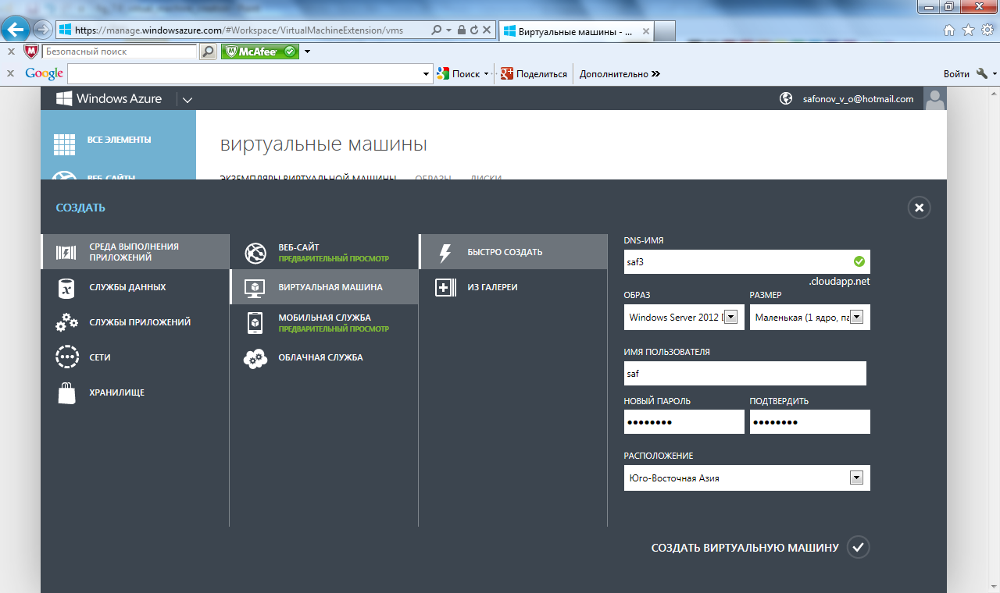 https://manage.windowsazure.com/#Workspace/VirtualMachineExtension/vms
Виртуальные машины - ...
Безопасный поиск
McAfee
Google
Поиск
Поделиться
Дополнительно
Войти
Windows Azure
safonov_v_o@hotmail.com
ВСЕ ЭЛЕМЕНТЫ
ВЕБ-САЙТЫ
виртуальные машины
ЭКЗЕМПЛЯРЫ ВИРТУАЛЬНОЙ МАШИНЫ ОБРАЗЫ ДИСКИ
СОЗДАТЬ
СРЕДА ВЫПОЛНЕНИЯ
ПРИЛОЖЕНИЙ
СЛУЖБЫ ДАННЫХ
СЛУЖБЫ ПРИЛОЖЕНИЙ
СЕТИ
ХРАНИЛИЩЕ
ВЕБ-САЙТ
ПРЕДВАРИТЕЛЬНЫЙ ПРОСМОТР
ВИРТУАЛЬНАЯ МАШИНА
МОБИЛЬНАЯ СЛУЖБА
ПРЕДВАРИТЕЛЬНЫЙ ПРОСМОТР
ОБЛАЧНАЯ СЛУЖБА
БЫСТРО СОЗДАТЬ
ИЗ ГАЛЕРЕИ
DNS-ИМЯ
saf3
.cloudapp.net
ОБРАЗ РАЗМЕР
Windows Server 2012 Маленькая (1 ядро, па
ИМЯ ПОЛЬЗОВАТЕЛЯ
saf
НОВЫЙ ПАРОЛЬ ПОДТВЕРДИТЬ
РАСПОЛОЖЕНИЕ
Юго-Восточная Азия
СОЗДАТЬ ВИРТУАЛЬНУЮ МАШИНУ